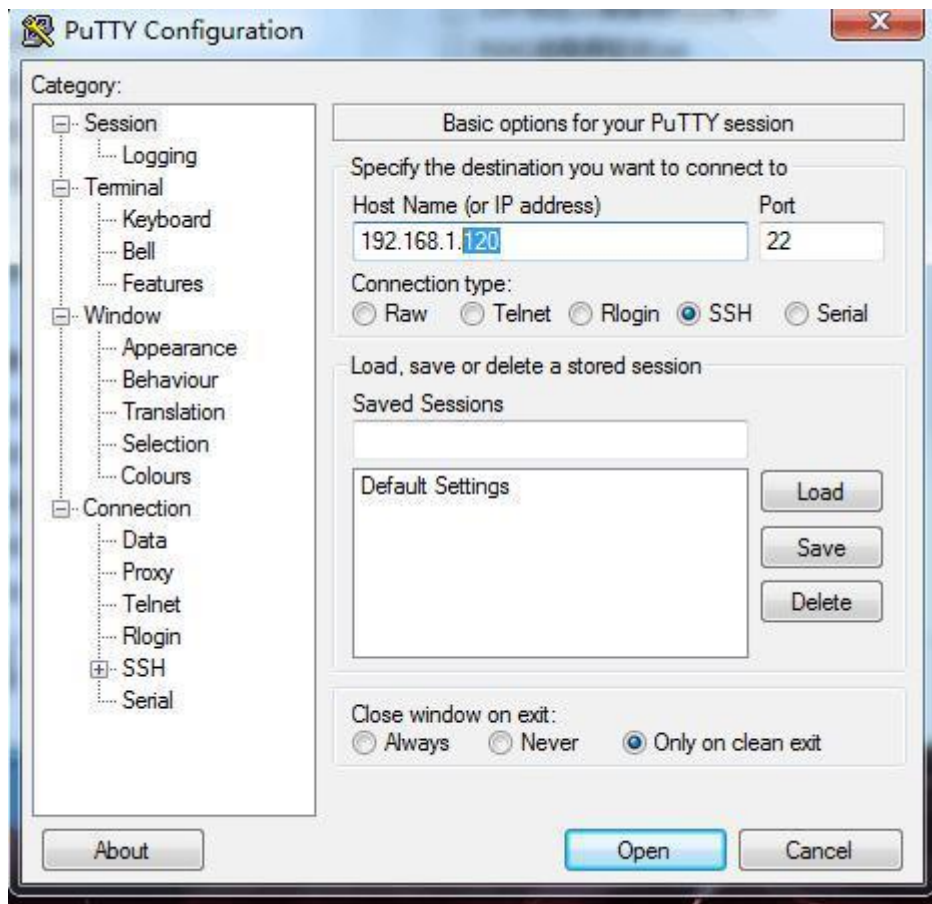 PuTTY Configuration
Category:
Session
Logging
Terminal
Keyboard
Bell
Features
Window
Appearance
Behaviour
Translation
Selection
Colours
Connection
Data
Proxy
Telnet
Rlogin
SSH
Serial
Basic options for your PuTTY session
Specify the destination you want to connect to
Host Name (or IP address) Port
192.168.1.120 22
Connection type:
Raw Telnet Rlogin SSH Serial
Load, save or delete a stored session
Saved Sessions
Default Settings
Load
Save
Delete
Close window on exit:
Always Never Only on clean exit
About Open Cancel